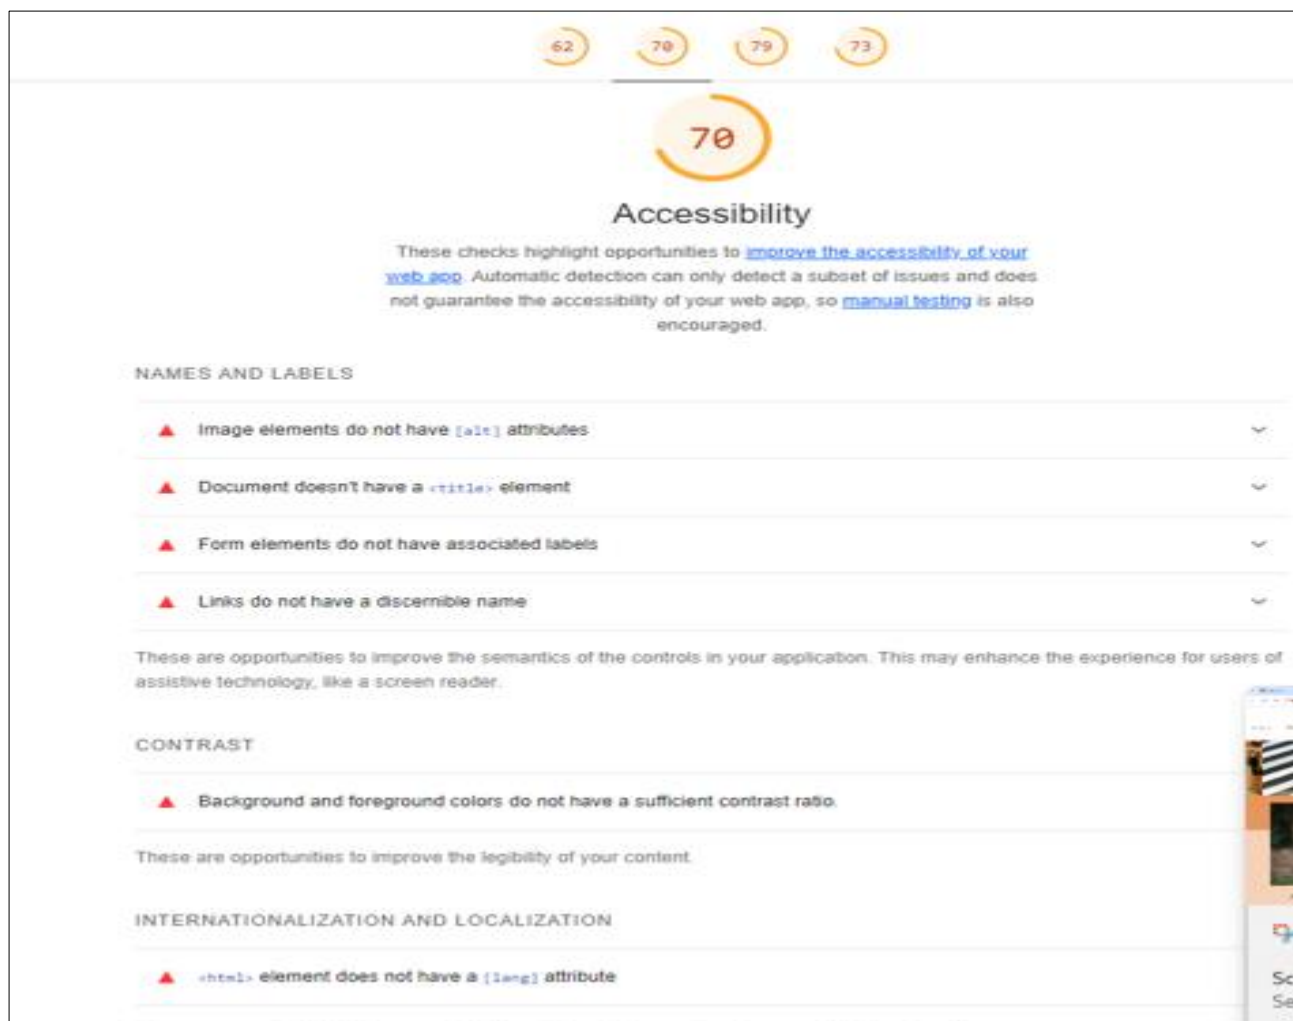 62 70 79 73
70
Accessibility
These checks highlight opportunities to improve the accessibility of your
web app. Automatic detection can only detect a subset of issues and does
not guarantee the accessibility of your web app, so manual testing is also
encouraged.
NAMES AND LABELS
Image elements do not have [alt] attributes
Document doesn't have a <title> element
Form elements do not have associated labels
Links do not have a discernible name
These are opportunities to improve the semantics of the controls in your application. This may enhance the experience for users of
assistive technology, like a screen reader.
CONTRAST
Background and foreground colors do not have a sufficient contrast ratio.
These are opportunities to improve the legibility of your content.
INTERNATIONALIZATION AND LOCALIZATION
<html> element does not have a [lang] attribute
Sc
Se